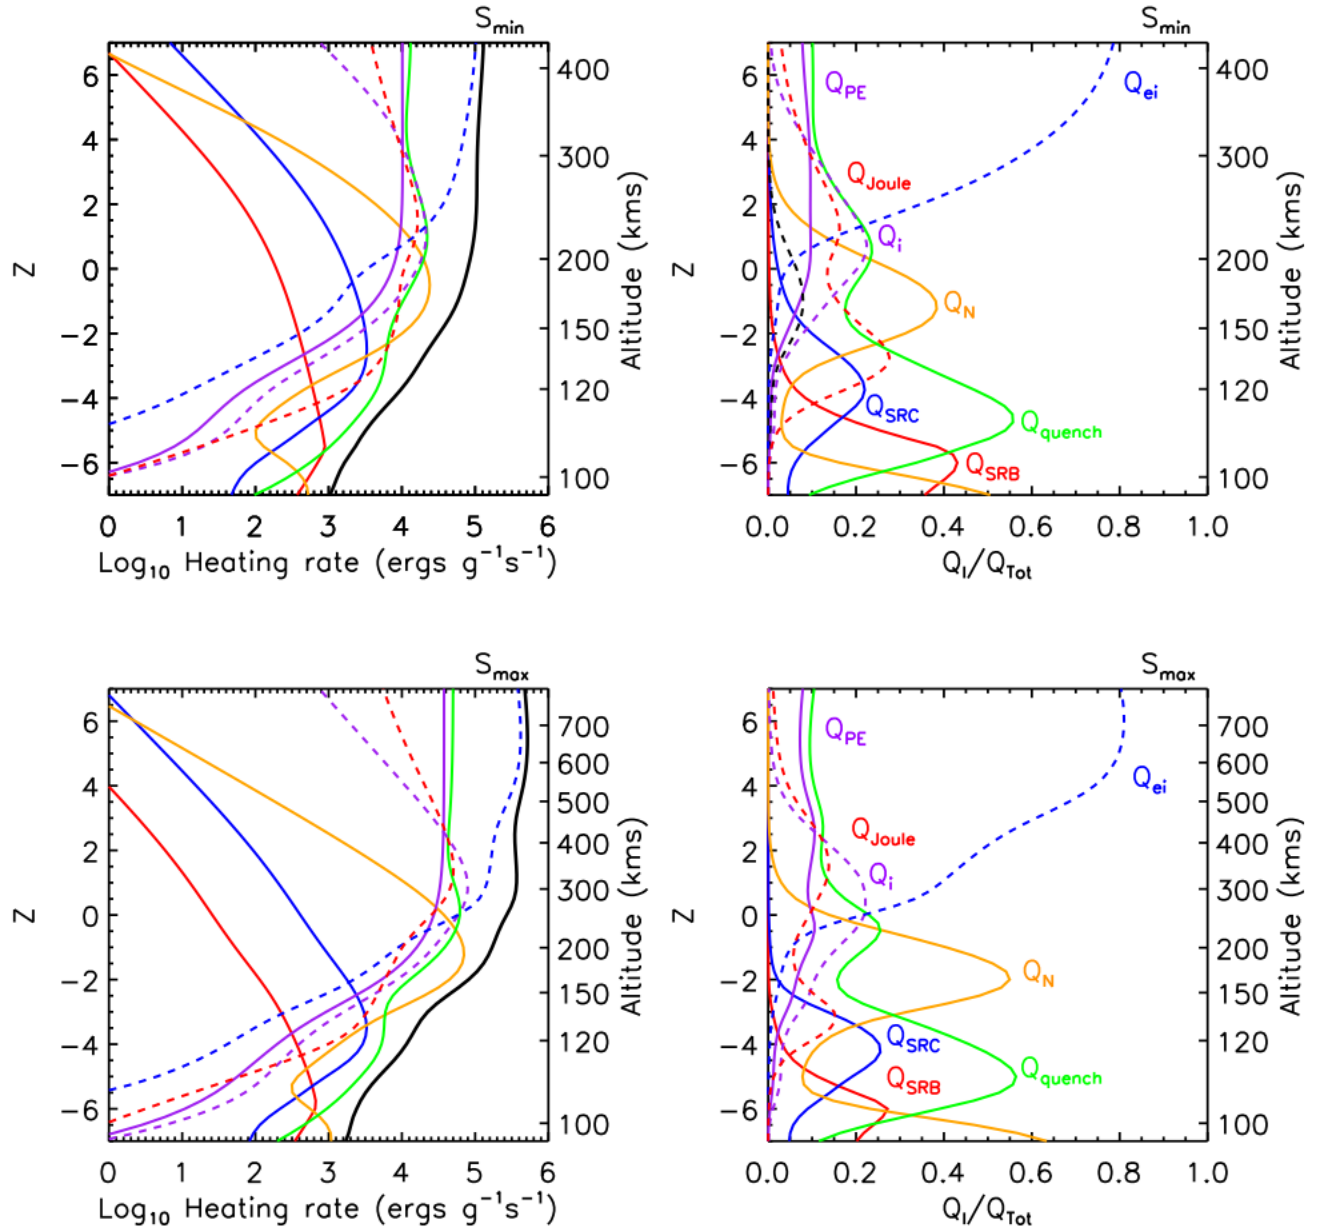 S_min
S_min
6
4
2
0
−2
−4
−6
Z
400
300
200
150
120
100
Altitude (kms)
0 1 2 3 4 5 6
Log₁₀ Heating rate (ergs g⁻¹s⁻¹)
6
4
2
0
−2
−4
−6
Z
Q_PE
Q_ei
Q_Joule
Q_i
Q_N
Q_SRC
Q_quench
Q_SRB
400
300
200
150
120
100
Altitude (kms)
0.0 0.2 0.4 0.6 0.8 1.0
Q_I/Q_Tot
S_max
S_max
6
4
2
0
−2
−4
−6
Z
700
600
500
400
300
200
150
120
100
Altitude (kms)
0 1 2 3 4 5 6
Log₁₀ Heating rate (ergs g⁻¹s⁻¹)
6
4
2
0
−2
−4
−6
Z
Q_PE
Q_ei
Q_Joule
Q_i
Q_N
Q_SRC
Q_quench
Q_SRB
700
600
500
400
300
200
150
120
100
Altitude (kms)
0.0 0.2 0.4 0.6 0.8 1.0
Q_I/Q_Tot